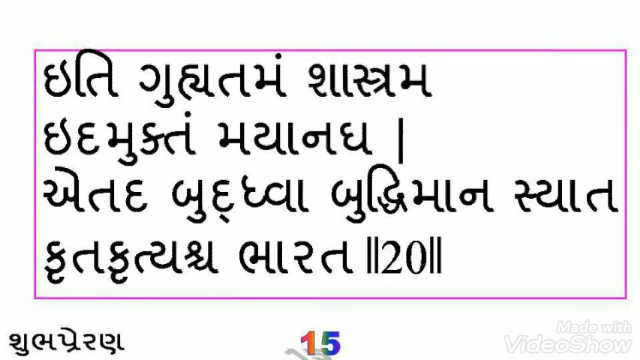 ઇતિ ગુહ્યતમં શાસ્ત્રમ
ઇદમુક્તં મયાનઘ |
એતદ બુદ્ધ્વા બુદ્ધિમાન સ્યાત
કૃતકૃત્યશ્ચ ભારત ||20||
શુભપ્રેરણ
15
Made with
VideoShow